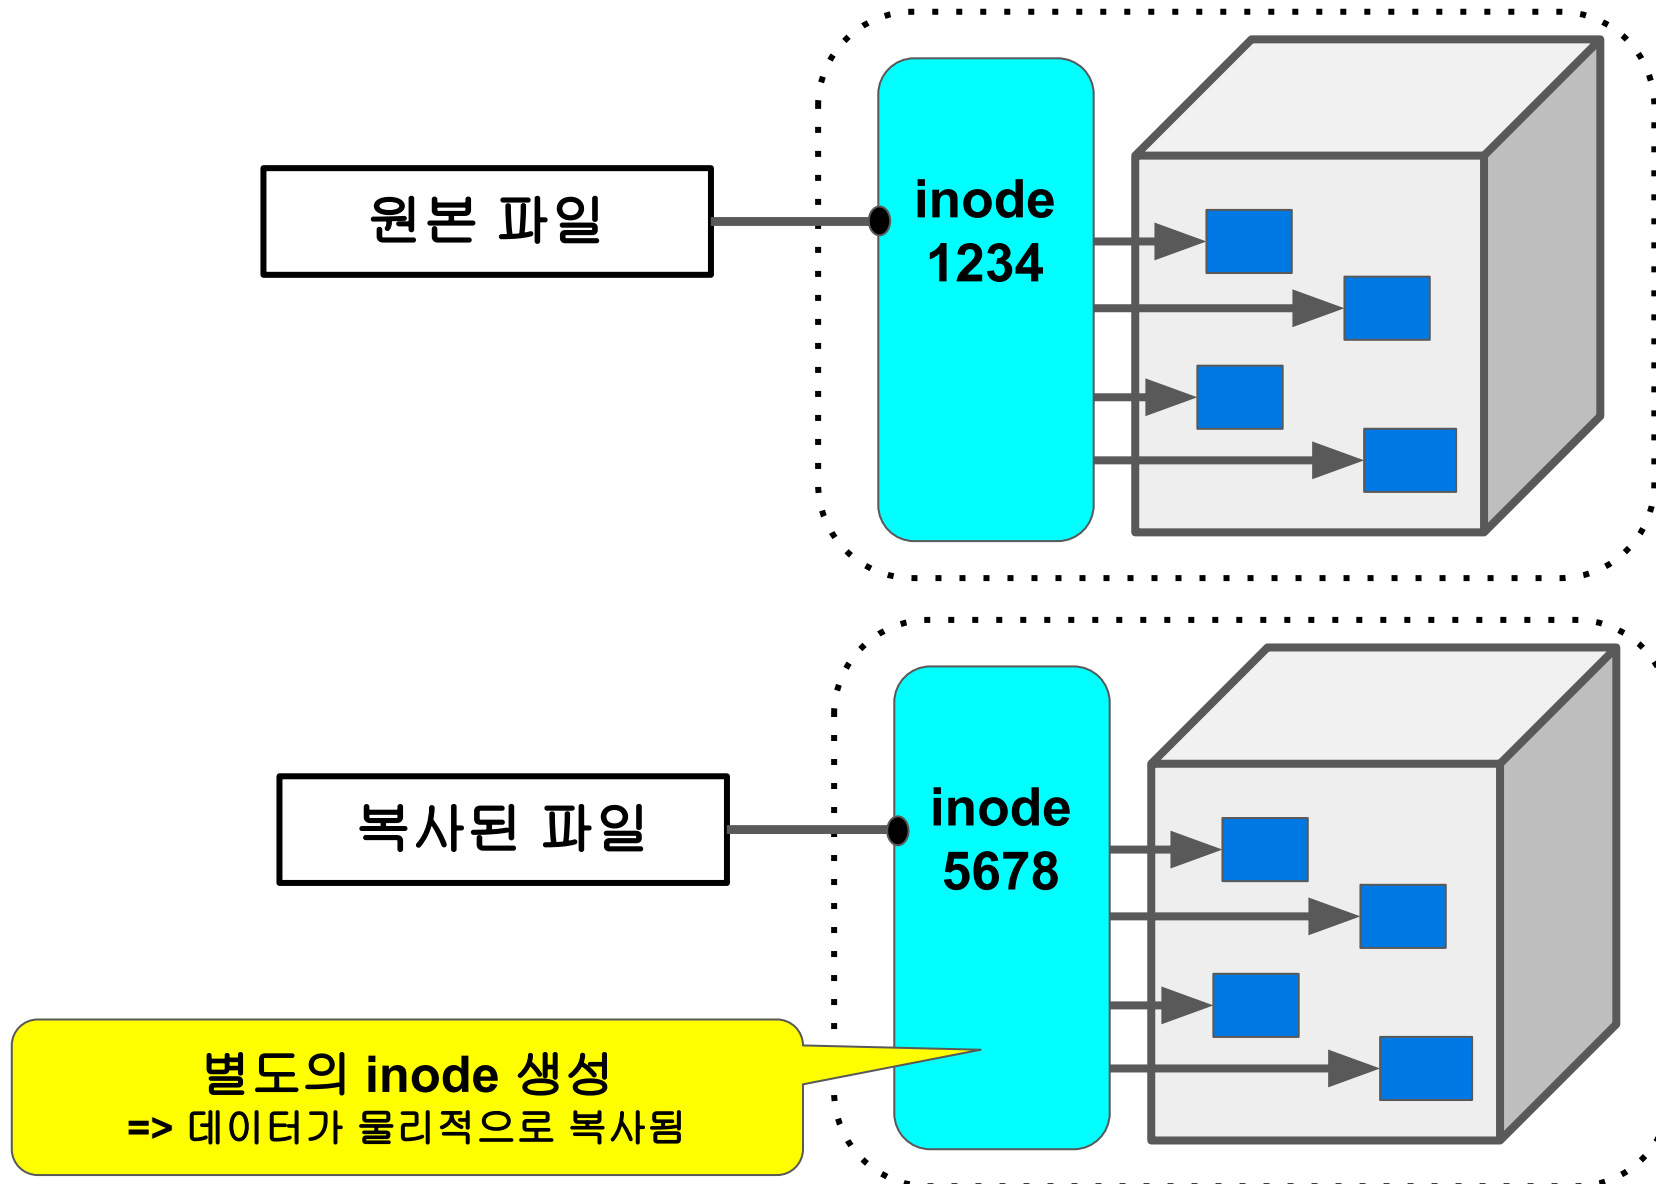 원본 파일
inode
1234
복사된 파일
inode
5678
별도의 inode 생성
=> 데이터가 물리적으로 복사됨